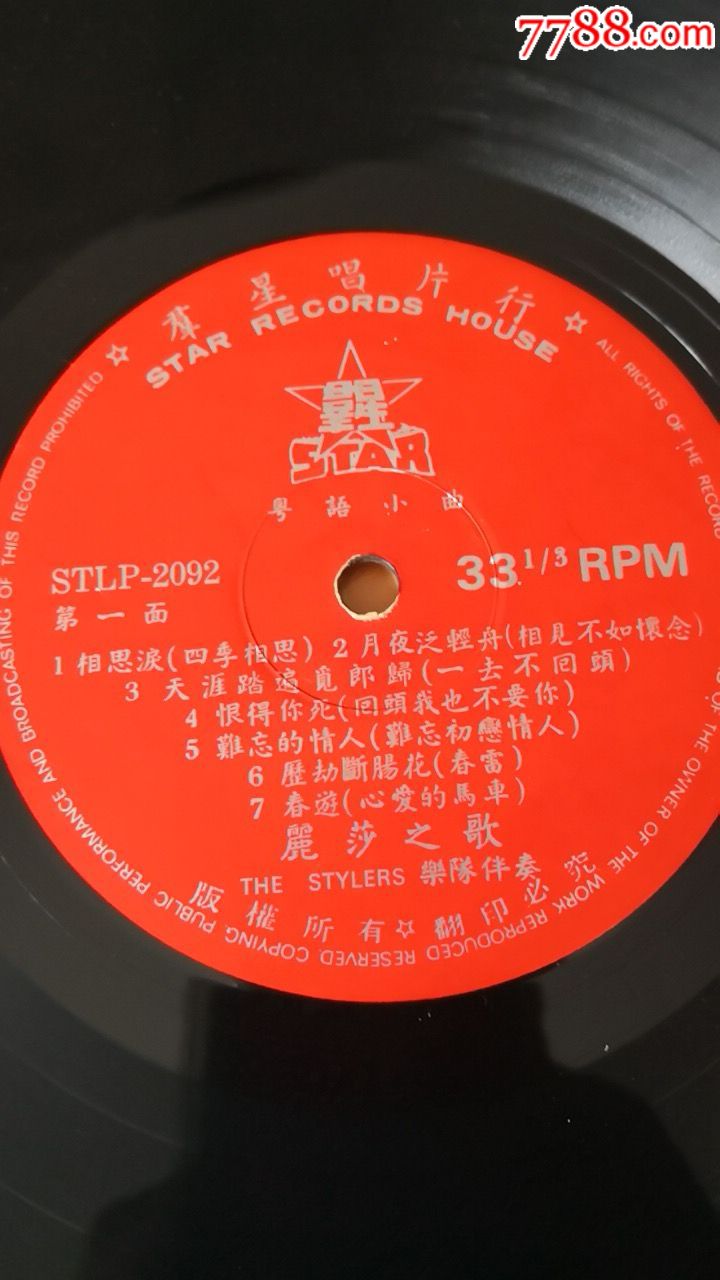 7788.com
星唱片行
STAR RECORDS HOUSE
星
STAR
粵語小曲
STLP-2092
33 1/3 RPM
第一面
1 相思淚(四季相思) 2 月夜泛輕舟(相見不如懷念)
3 天涯踏遍覓郎歸(一去不回頭)
4 恨得你死(回頭我也不要你)
5 難忘的情人(難忘初戀情人)
6 歷劫斷腸花(春雷)
7 春遊(心愛的馬車)
麗莎之歌
THE STYLERS 樂隊伴奏
版權所有☆翻印必究
ALL RIGHTS OF THE RECORD
OF THE OWNER OF THE WORK REPRODUCED RESERVED. COPYING, PUBLIC PERFORMANCE AND BROADCASTING OF THIS RECORD PROHIBITED